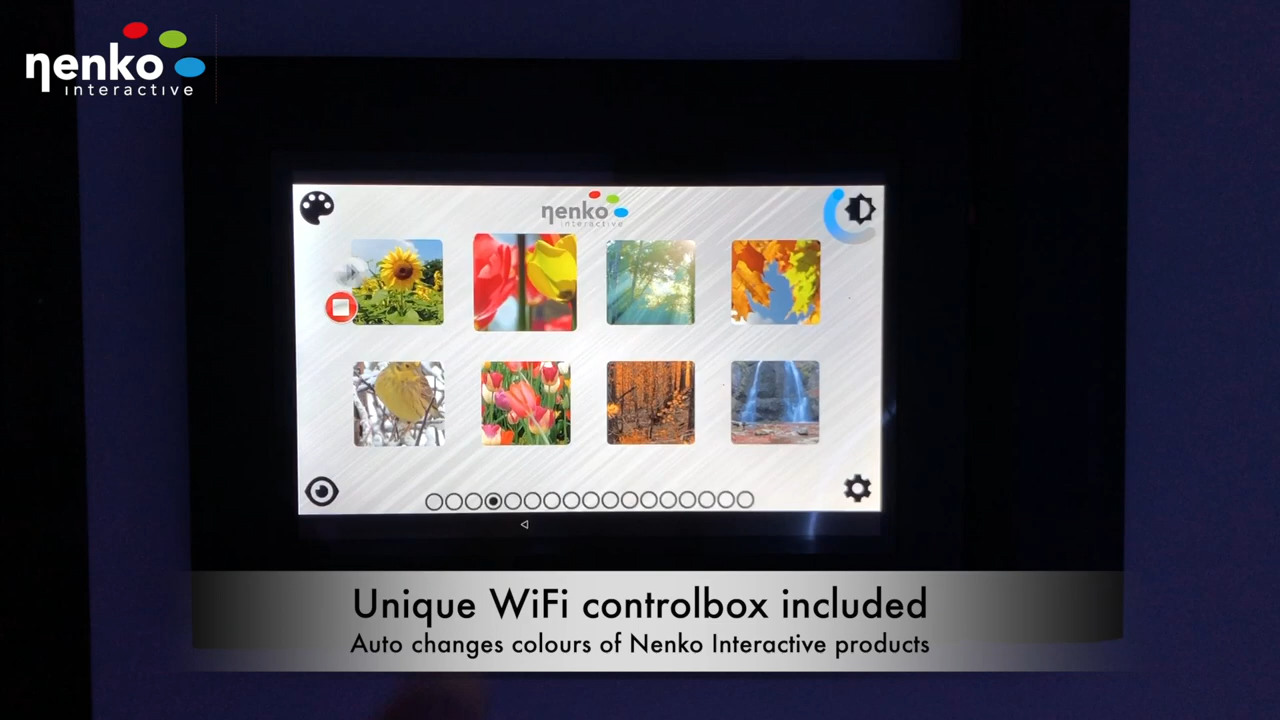 nenko
interactive
nenko
interactive
Unique WiFi controlbox included
Auto changes colours of Nenko Interactive products